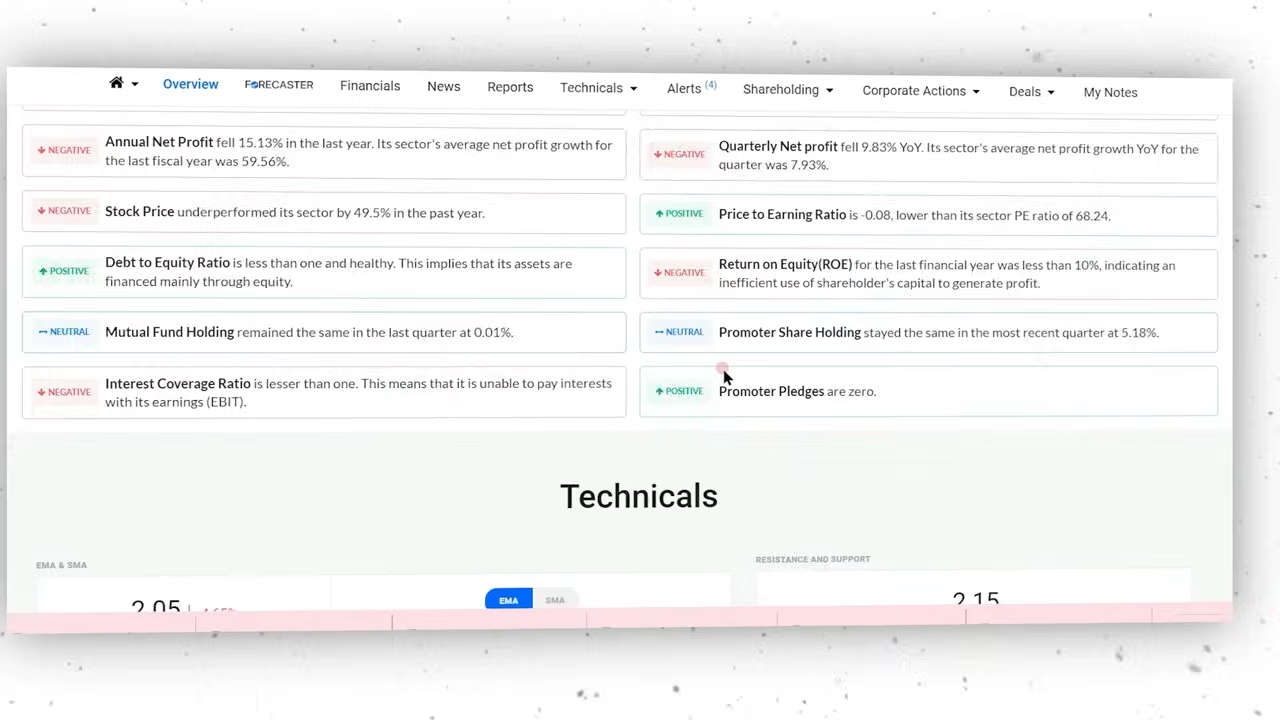 Overview
FORECASTER
Financials
News
Reports
Technicals
Alerts (4)
Shareholding
Corporate Actions
Deals
My Notes
NEGATIVE
Annual Net Profit fell 15.13% in the last year. Its sector's average net profit growth for
the last fiscal year was 59.56%.
NEGATIVE
Quarterly Net profit fell 9.83% YoY. Its sector's average net profit growth YoY for the
quarter was 7.93%.
NEGATIVE
Stock Price underperformed its sector by 49.5% in the past year.
POSITIVE
Price to Earning Ratio is -0.08, lower than its sector PE ratio of 68.24.
POSITIVE
Debt to Equity Ratio is less than one and healthy. This implies that its assets are
financed mainly through equity.
NEGATIVE
Return on Equity(ROE) for the last financial year was less than 10%, indicating an
inefficient use of shareholder's capital to generate profit.
NEUTRAL
Mutual Fund Holding remained the same in the last quarter at 0.01%.
NEUTRAL
Promoter Share Holding stayed the same in the most recent quarter at 5.18%.
NEGATIVE
Interest Coverage Ratio is lesser than one. This means that it is unable to pay interests
with its earnings (EBIT).
POSITIVE
Promoter Pledges are zero.
Technicals
EMA & SMA
RESISTANCE AND SUPPORT
2.05
EMA
SMA
2.15